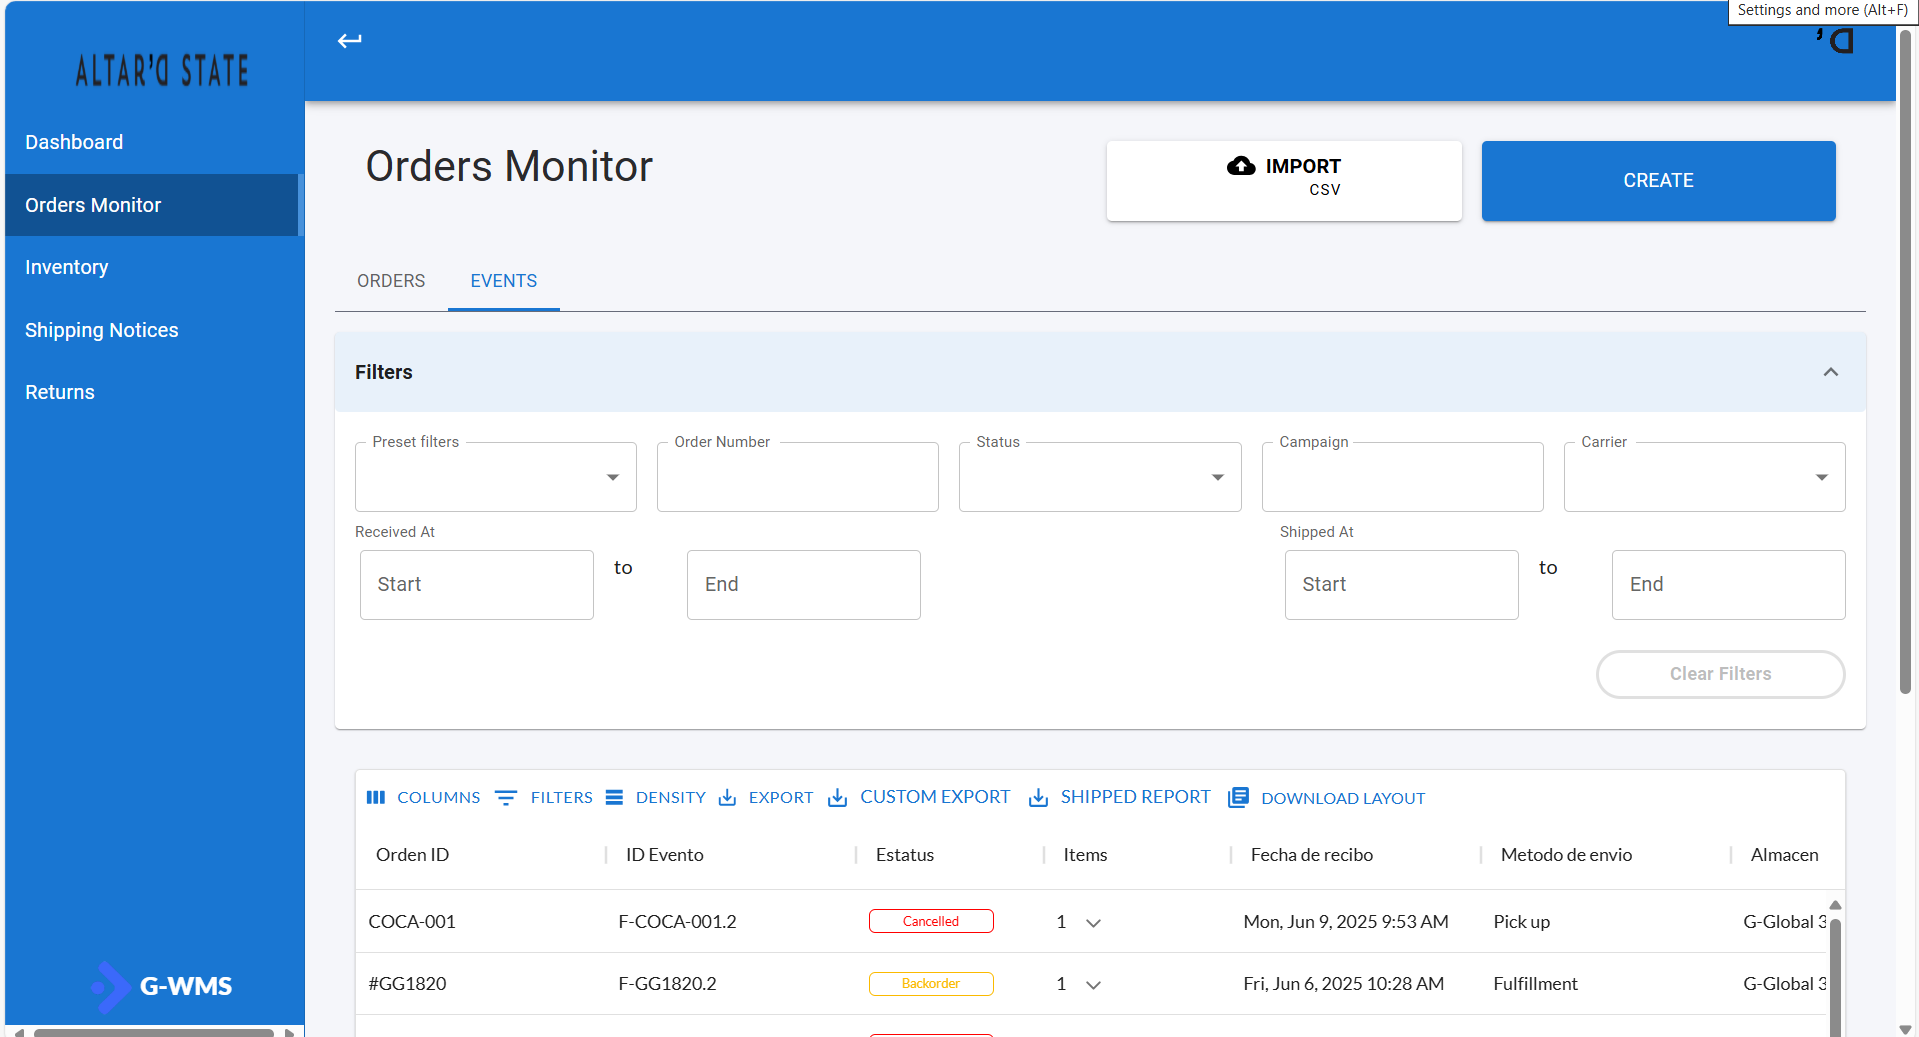 Settings and more (Alt+F)
ALTAR'D STATE
'D
Dashboard
Orders Monitor
Inventory
Shipping Notices
Returns
G-WMS
Orders Monitor
IMPORT
CSV
CREATE
ORDERS
EVENTS
Filters
Preset filters
Order Number
Status
Campaign
Carrier
Received At
Start
to
End
Shipped At
Start
to
End
Clear Filters
COLUMNS FILTERS DENSITY EXPORT CUSTOM EXPORT SHIPPED REPORT DOWNLOAD LAYOUT
Orden ID ID Evento Estatus Items Fecha de recibo Metodo de envio Almacen
COCA-001 F-COCA-001.2 Cancelled 1 Mon, Jun 9, 2025 9:53 AM Pick up G-Global 3
#GG1820 F-GG1820.2 Backorder 1 Fri, Jun 6, 2025 10:28 AM Fulfillment G-Global 3